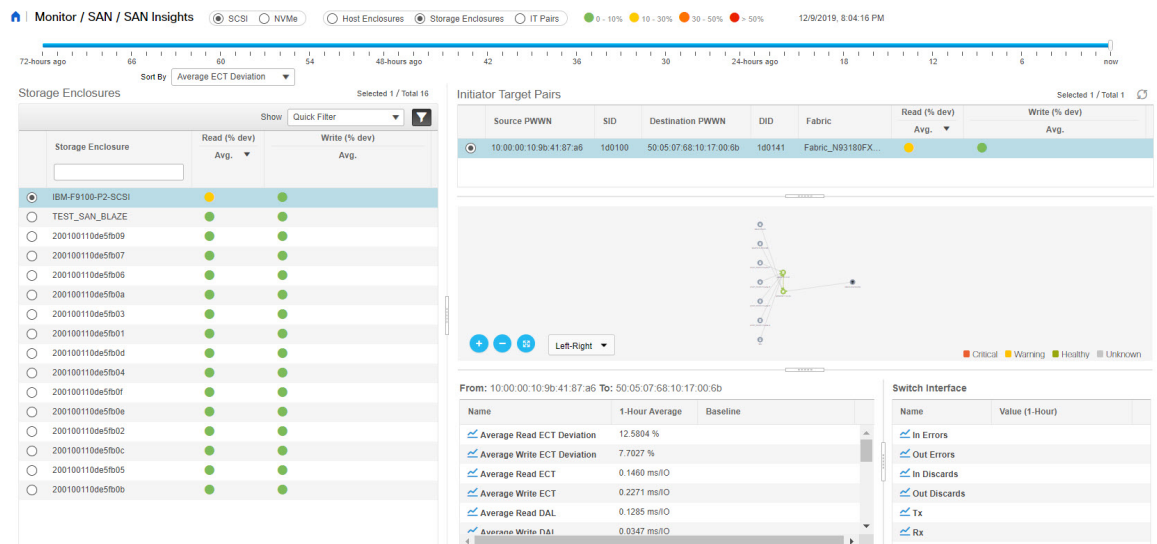 Monitor / SAN / SAN Insights SCSI NVMe Host Enclosures Storage Enclosures IT Pairs 0 - 10% 10 - 30% 30 - 50% > 50% 12/9/2019, 8:04:16 PM
72-hours ago 66 60 54 48-hours ago 42 36 30 24-hours ago 18 12 6 now
Sort By Average ECT Deviation
Storage Enclosures Selected 1 / Total 16
Show Quick Filter
Storage Enclosure Read (% dev) Write (% dev)
Avg. Avg.
IBM-F9100-P2-SCSI
TEST_SAN_BLAZE
200100110de5fb09
200100110de5fb07
200100110de5fb06
200100110de5fb0a
200100110de5fb03
200100110de5fb01
200100110de5fb0d
200100110de5fb04
200100110de5fb0f
200100110de5fb0e
200100110de5fb02
200100110de5fb0c
200100110de5fb05
200100110de5fb0b
Initiator Target Pairs Selected 1 / Total 1
Source PWWN SID Destination PWWN DID Fabric Read (% dev) Write (% dev)
Avg. Avg.
10:00:00:10:9b:41:87:a6 1d0100 50:05:07:68:10:17:00:6b 1d0141 Fabric_N93180FX...
Left-Right
Critical Warning Healthy Unknown
From: 10:00:00:10:9b:41:87:a6 To: 50:05:07:68:10:17:00:6b
Name 1-Hour Average Baseline
Average Read ECT Deviation 12.5804 %
Average Write ECT Deviation 7.7027 %
Average Read ECT 0.1460 ms/IO
Average Write ECT 0.2271 ms/IO
Average Read DAL 0.1285 ms/IO
Average Write DAL 0.0347 ms/IO
Switch Interface
Name Value (1-Hour)
In Errors
Out Errors
In Discards
Out Discards
Tx
Rx